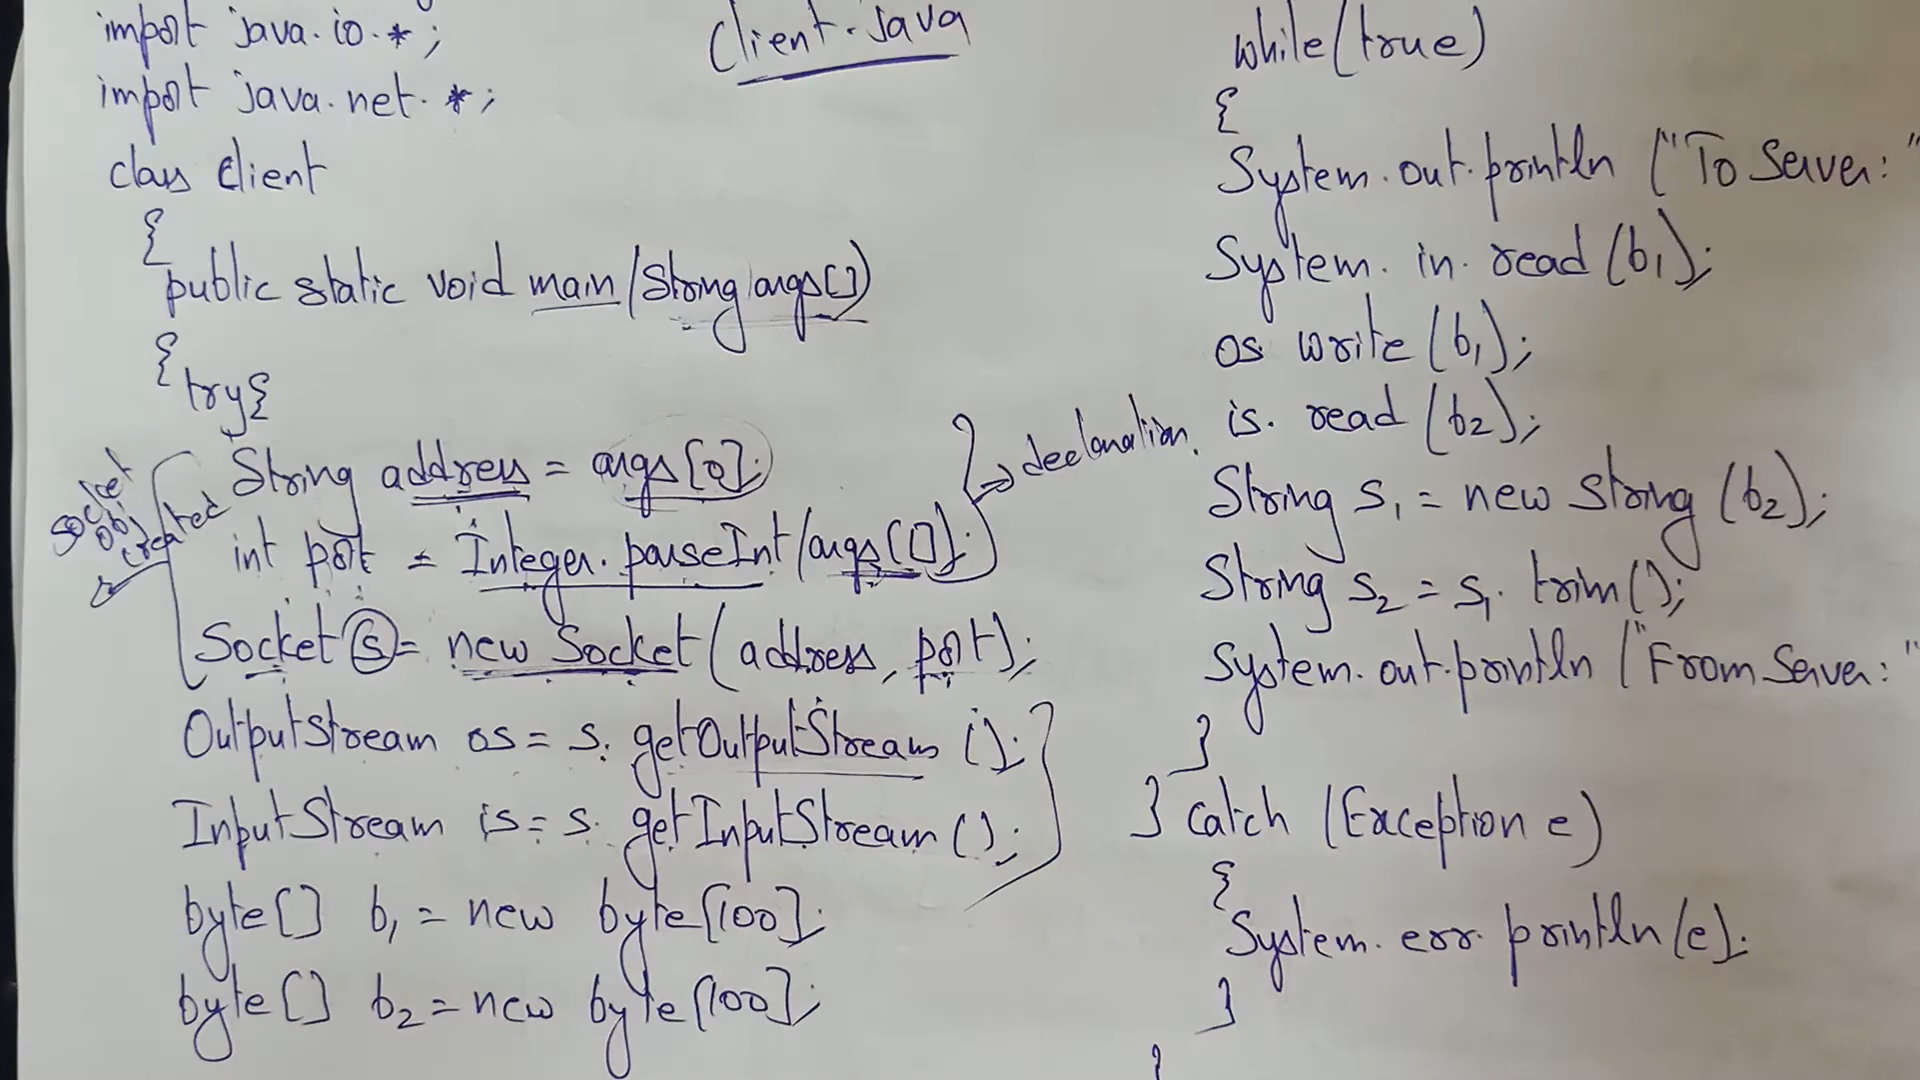 import java.io.*;
Client.java
import java.net.*;
class Client
{
public static void main(String args[])
{
try{
String address = args[0];
int port = Integer.parseInt(args[]);
declaration.
socket obj created
Socket s = new Socket(address, port);
OutputStream os = s.getOutputStream();
InputStream is = s.getInputStream();
byte[] b1 = new byte[100];
byte[] b2 = new byte[100];
while(true)
{
System.out.println ("To Server:"
System.in.read (b1);
os write (b1);
is.read (b2);
String s1 = new String (b2);
String s2 = s1.trim();
System.out.println ("From Server:"
}
} catch (Exception e)
{
System.err.println(e);
}
}